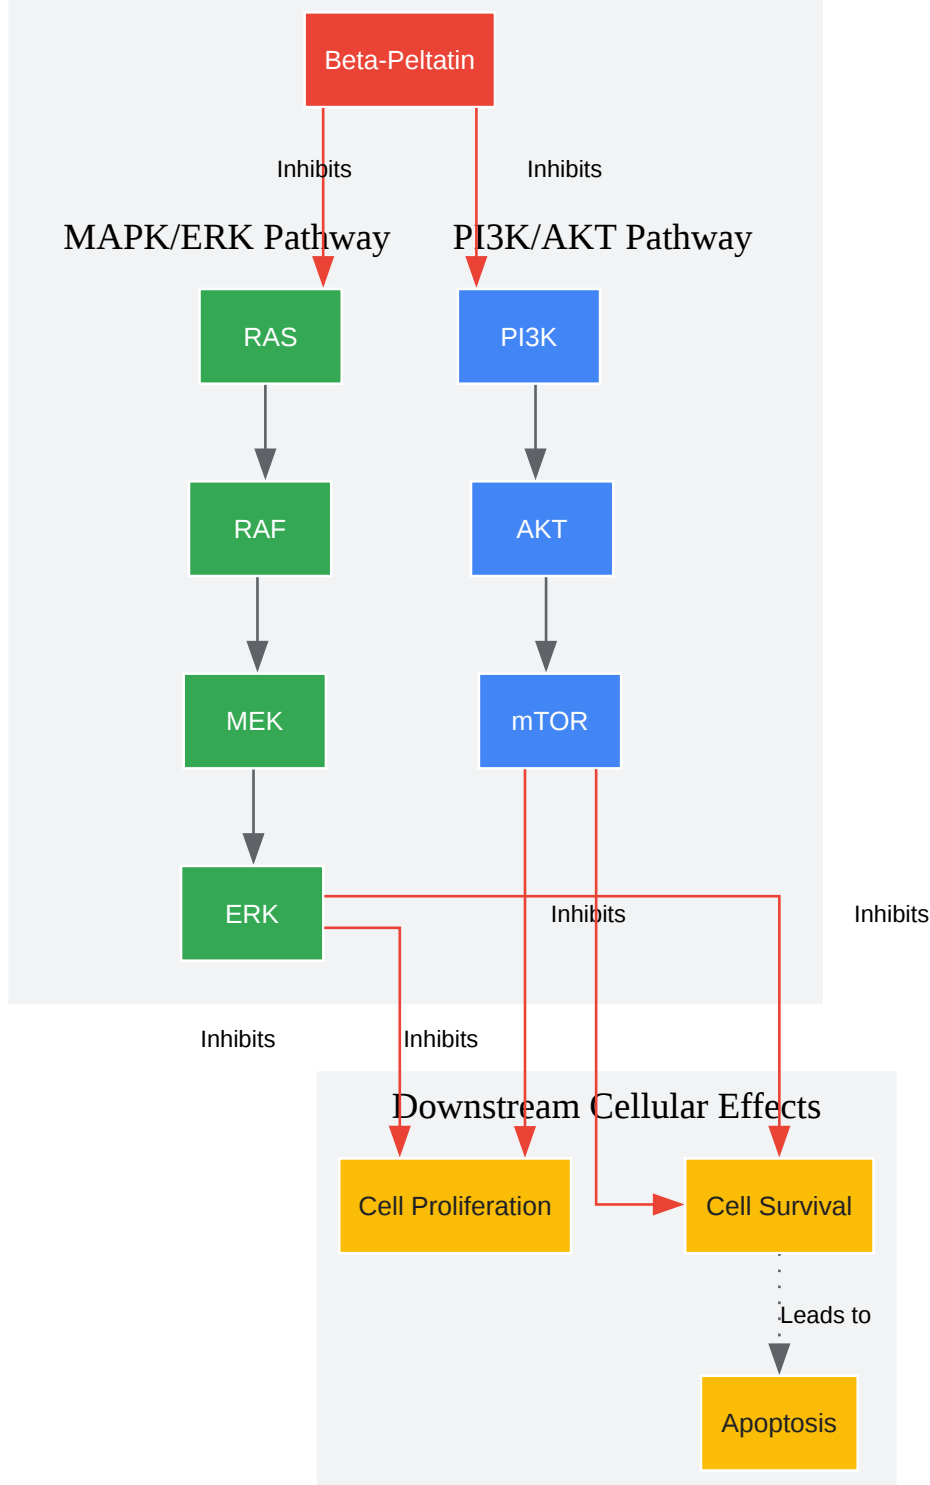 Beta-Peltatin
Inhibits
Inhibits
MAPK/ERK Pathway
PI3K/AKT Pathway
RAS
PI3K
RAF
AKT
MEK
mTOR
ERK
Inhibits
Inhibits
Inhibits
Inhibits
Downstream Cellular Effects
Cell Proliferation
Cell Survival
Leads to
Apoptosis